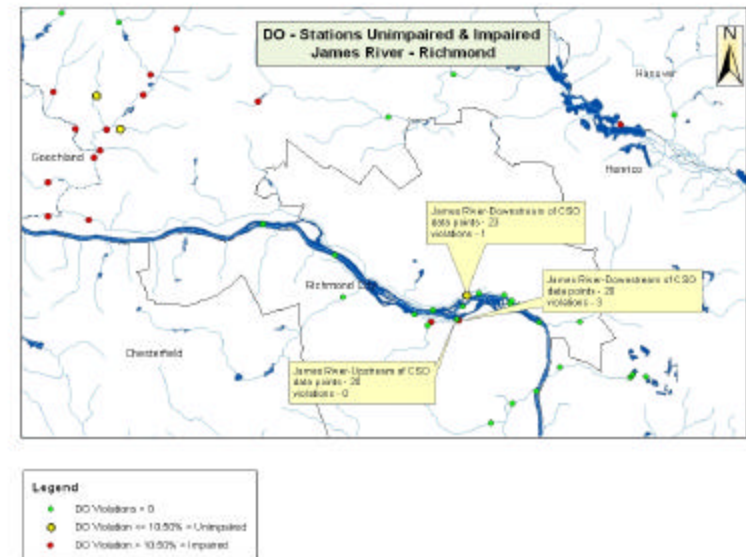 DO - Stations Unimpaired & Impaired
James River - Richmond
N
Hanover
Goochland
Henrico
James River-Downstream of CSO
data points - 23
violations - 1
Richmond
James River-Downstream of CSO
data points - 28
violations - 3
Chesterfield
James River-Upstream of CSO
data points - 28
violations - 0
Legend
DO Violations = 0
DO Violation <= 10.50% = Unimpaired
DO Violation > 10.50% = Impaired